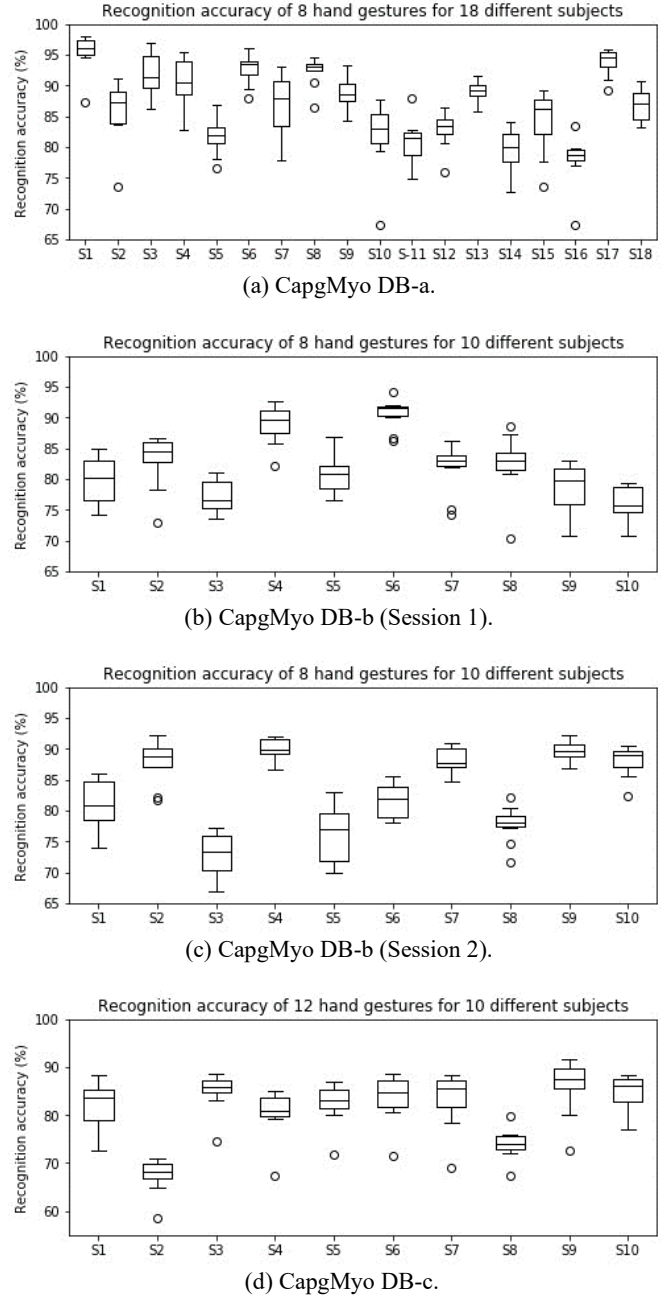 Recognition accuracy of 8 hand gestures for 18 different subjects
Recognition accuracy (%)
100
95
90
85
80
75
70
65
S1 S2 S3 S4 S5 S6 S7 S8 S9 S10 S-11 S12 S13 S14 S15 S16 S17 S18
(a) CapgMyo DB-a.
Recognition accuracy of 8 hand gestures for 10 different subjects
Recognition accuracy (%)
100
95
90
85
80
75
70
65
S1 S2 S3 S4 S5 S6 S7 S8 S9 S10
(b) CapgMyo DB-b (Session 1).
Recognition accuracy of 8 hand gestures for 10 different subjects
Recognition accuracy (%)
100
95
90
85
80
75
70
65
S1 S2 S3 S4 S5 S6 S7 S8 S9 S10
(c) CapgMyo DB-b (Session 2).
Recognition accuracy of 12 hand gestures for 10 different subjects
Recognition accuracy (%)
100
90
80
70
60
S1 S2 S3 S4 S5 S6 S7 S8 S9 S10
(d) CapgMyo DB-c.